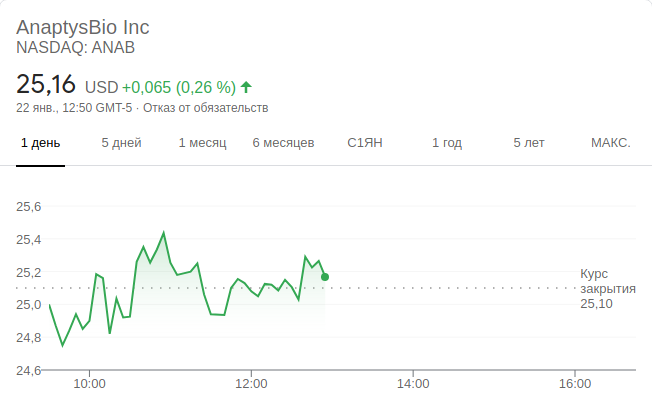 AnaptysBio Inc
NASDAQ: ANAB
25,16 USD +0,065 (0,26 %)
22 янв., 12:50 GMT-5 · Отказ от обязательств
1 день 5 дней 1 месяц 6 месяцев С1ЯН 1 год 5 лет МАКС.
25,6
25,4
25,2
25,0
24,8
24,6
Курс
закрытия
25,10
10:00 12:00 14:00 16:00